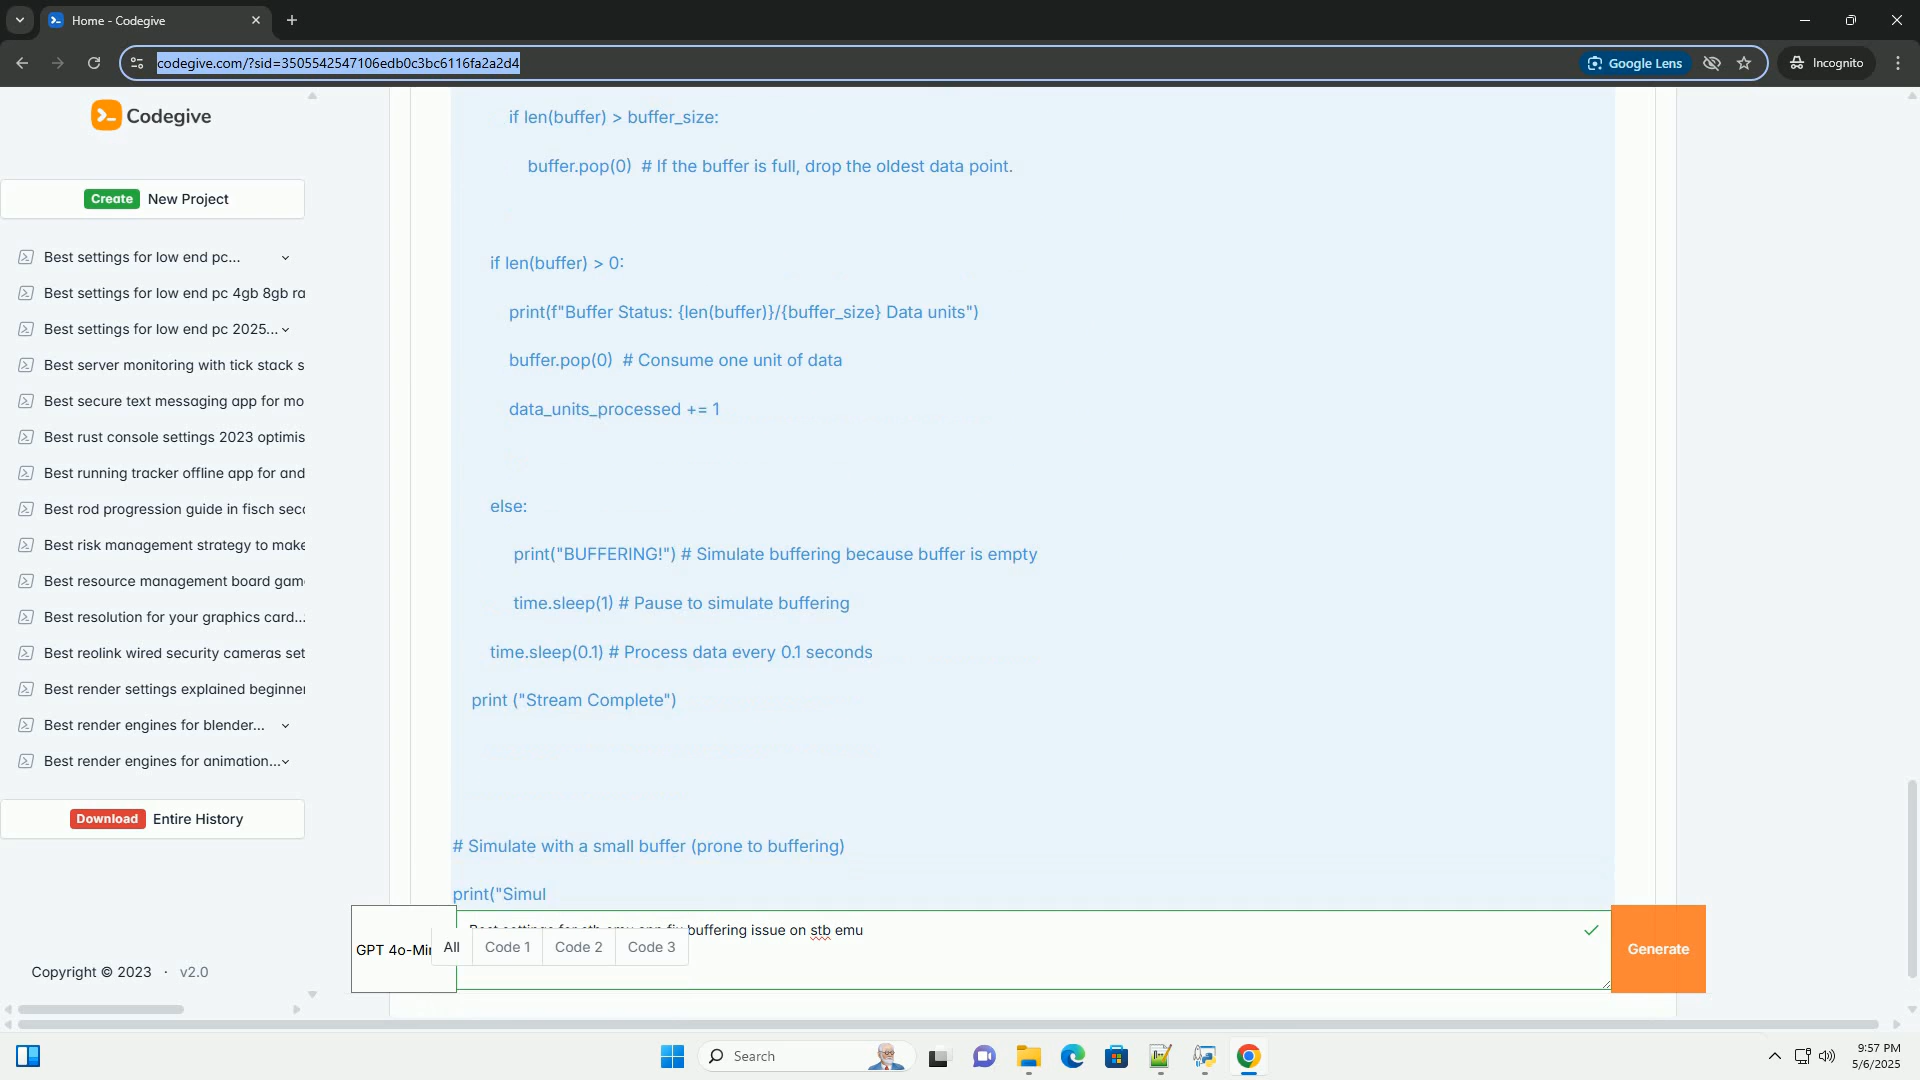 Home - Codegive
codegive.com/?sid=3505542547106edb0c3bc6116fa2a2d4
Google Lens
Incognito
Codegive
Create New Project
Best settings for low end pc...
Best settings for low end pc 4gb 8gb ra
Best settings for low end pc 2025...
Best server monitoring with tick stack s
Best secure text messaging app for mo
Best rust console settings 2023 optimis
Best running tracker offline app for and
Best rod progression guide in fisch seco
Best risk management strategy to make
Best resource management board gam
Best resolution for your graphics card...
Best reolink wired security cameras set
Best render settings explained beginner
Best render engines for blender...
Best render engines for animation...
Download Entire History
Copyright © 2023 · v2.0
if len(buffer) > buffer_size:
buffer.pop(0)  # If the buffer is full, drop the oldest data point.
if len(buffer) > 0:
print(f"Buffer Status: {len(buffer)}/{buffer_size} Data units")
buffer.pop(0)  # Consume one unit of data
data_units_processed += 1
else:
print("BUFFERING!") # Simulate buffering because buffer is empty
time.sleep(1) # Pause to simulate buffering
time.sleep(0.1) # Process data every 0.1 seconds
print ("Stream Complete")
# Simulate with a small buffer (prone to buffering)
print("Simul
buffering issue on stb emu
GPT 4o-Mi
All
Code 1
Code 2
Code 3
Generate
Search
9:57 PM
5/6/2025